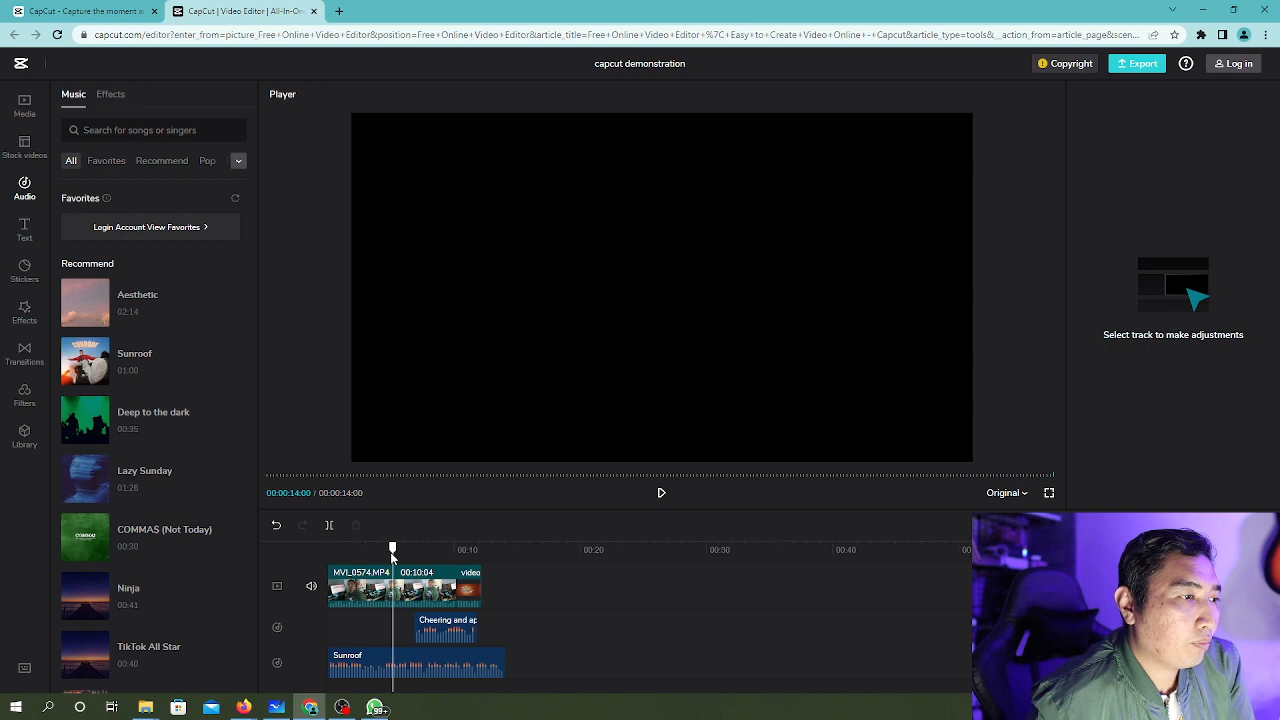 CapCut - Capture the moment ar
CapCut | Video Editor | All-In-On
capcut.com/editor?enter_from=picture_Free+Online+Video+Editor&position=Free+Online+Video+Editor&article_title=Free+Online+Video+Editor+%7C+Easy+to+Create+Video+Online+-+Capcut&article_type=tools&__action_from=article_page&scen...
capcut demonstration
Copyright
Export
Log in
Media
Stock videos
Audio
Text
Stickers
Effects
Transitions
Filters
Library
Music Effects
Search for songs or singers
All Favorites Recommend Pop
Favorites
Login Account View Favorites >
Recommend
Aesthetic
02:14
SUNROOF
Sunroof
01:00
Deep to the dark
00:35
Lazy Sunday
01:26
COMMAS
COMMAS (Not Today)
00:30
Ninja
00:41
TikTok All Star
00:40
Player
00:00:14:00 / 00:00:14:00
Original
Select track to make adjustments
00:10 00:20 00:30 00:40 00:
MVL_0574.MP4 00:10:04 video
Cheering and ap
Sunroof
99+